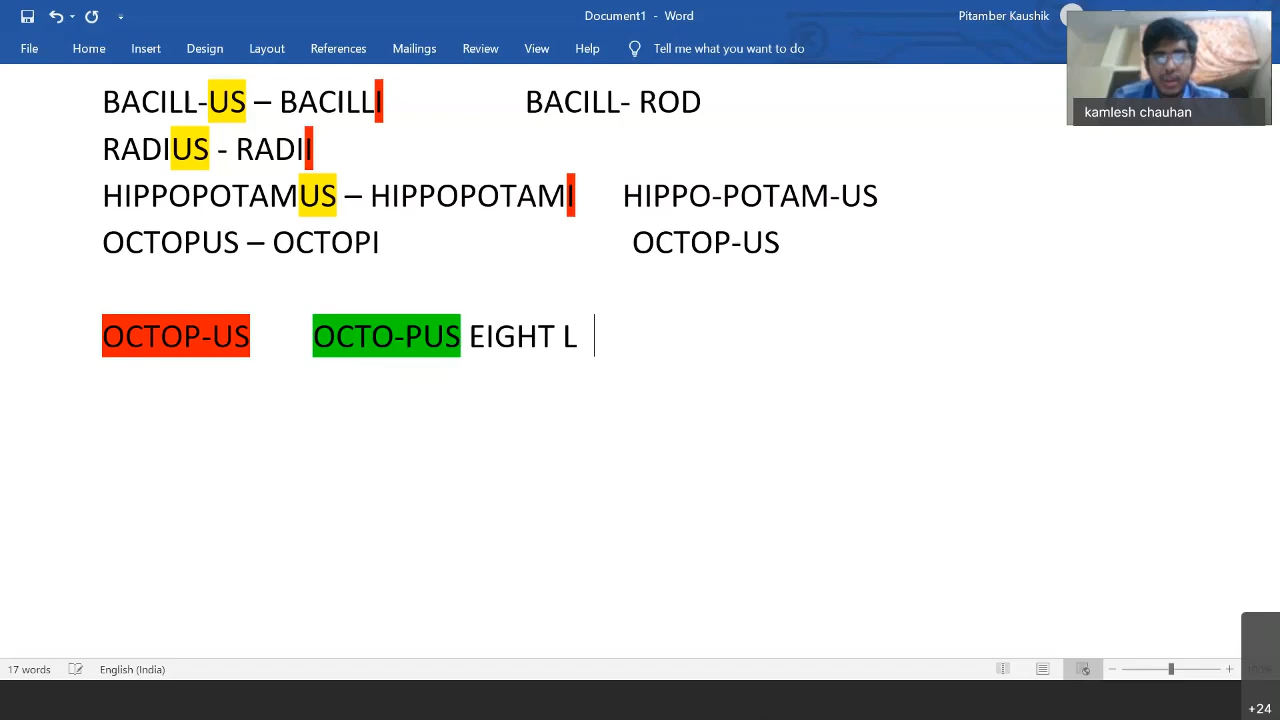 Document1 - Word
Pitamber Kaushik
File Home Insert Design Layout References Mailings Review View Help Tell me what you want to do
kamlesh chauhan
BACILL-US – BACILLI BACILL- ROD
RADIUS - RADII
HIPPOPOTAMUS – HIPPOPOTAMI HIPPO-POTAM-US
OCTOPUS – OCTOPI OCTOP-US
OCTOP-US OCTO-PUS EIGHT L
17 words English (India)
+24